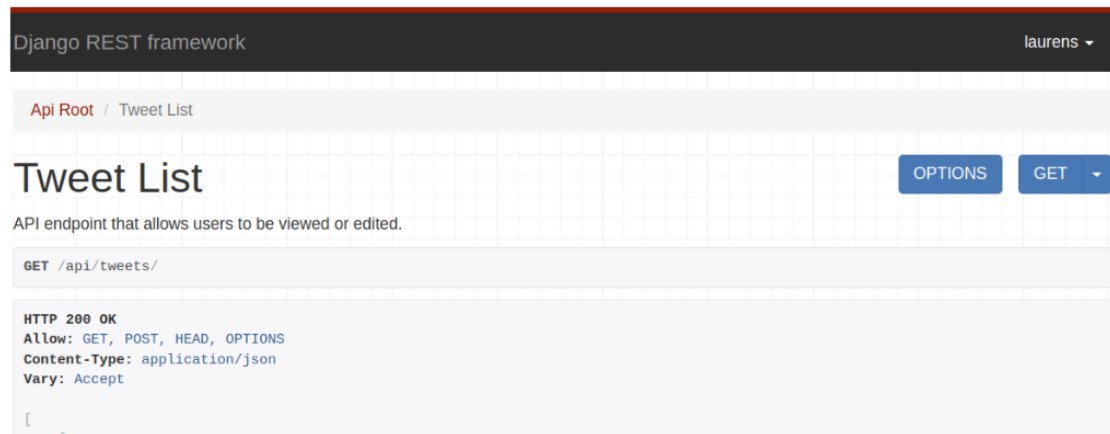 Django REST framework
laurens
Api Root / Tweet List
Tweet List
OPTIONS
GET
API endpoint that allows users to be viewed or edited.
GET /api/tweets/
HTTP 200 OK
Allow: GET, POST, HEAD, OPTIONS
Content-Type: application/json
Vary: Accept
[